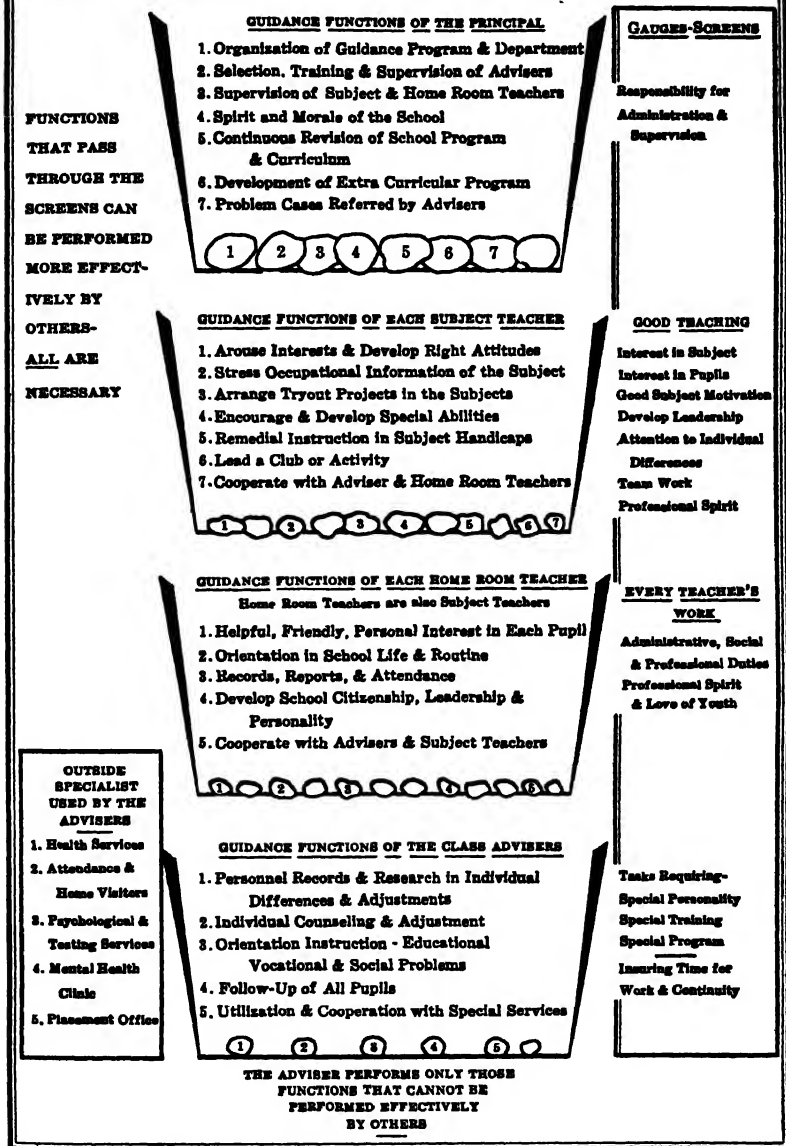 FUNCTIONS
THAT PASS
THROUGH THE
SCREENS CAN
BE PERFORMED
MORE EFFECT-
IVELY BY
OTHERS-
ALL ARE
NECESSARY
GUIDANCE FUNCTIONS OF THE PRINCIPAL
1. Organization of Guidance Program & Department
2. Selection, Training & Supervision of Advisers
3. Supervision of Subject & Home Room Teachers
4. Spirit and Morale of the School
5. Continuous Revision of School Program
& Curriculum
6. Development of Extra Curricular Program
7. Problem Cases Referred by Advisers
1 2 3 4 5 6 7
GAUGES-SCREENS
Responsibility for
Administration &
Supervision
GUIDANCE FUNCTIONS OF EACH SUBJECT TEACHER
1. Arouse Interests & Develop Right Attitudes
2. Stress Occupational Information of the Subject
3. Arrange Tryout Projects in the Subjects
4. Encourage & Develop Special Abilities
5. Remedial Instruction in Subject Handicaps
6. Lead a Club or Activity
7. Cooperate with Adviser & Home Room Teachers
1 2 3 4 5 6 7
GOOD TEACHING
Interest in Subject
Interest in Pupils
Good Subject Motivation
Develop Leadership
Attention to Individual
Differences
Team Work
Professional Spirit
GUIDANCE FUNCTIONS OF EACH HOME ROOM TEACHER
Home Room Teachers are also Subject Teachers
1. Helpful, Friendly, Personal Interest in Each Pupil
2. Orientation in School Life & Routine
3. Records, Reports, & Attendance
4. Develop School Citizenship, Leadership &
Personality
5. Cooperate with Advisers & Subject Teachers
1 2 3 4 5
EVERY TEACHER'S
WORK
Administrative, Social
& Professional Duties
Professional Spirit
& Love of Youth
OUTSIDE
SPECIALIST
USED BY THE
ADVISERS
1. Health Services
2. Attendance &
Home Visitors
3. Psychological &
Testing Services
4. Mental Health
Clinic
5. Placement Office
GUIDANCE FUNCTIONS OF THE CLASS ADVISERS
1. Personnel Records & Research in Individual
Differences & Adjustments
2. Individual Counseling & Adjustment
3. Orientation Instruction - Educational
Vocational & Social Problems
4. Follow-Up of All Pupils
5. Utilization & Cooperation with Special Services
1 2 3 4 5
Tasks Requiring-
Special Personality
Special Training
Special Program
Insuring Time for
Work & Continuity
THE ADVISER PERFORMS ONLY THOSE
FUNCTIONS THAT CANNOT BE
PERFORMED EFFECTIVELY
BY OTHERS